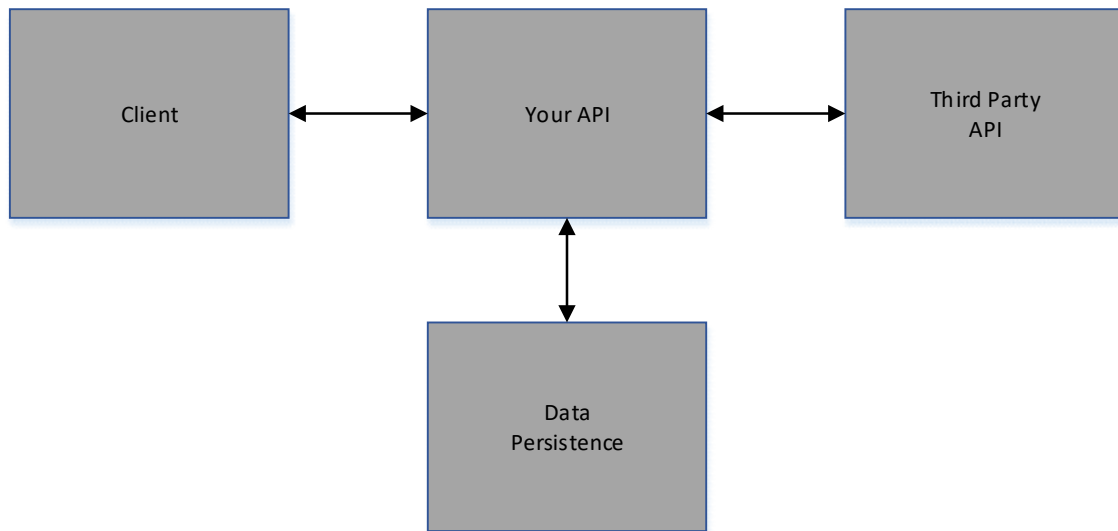 Client
Your API
Third Party
API
Data
Persistence